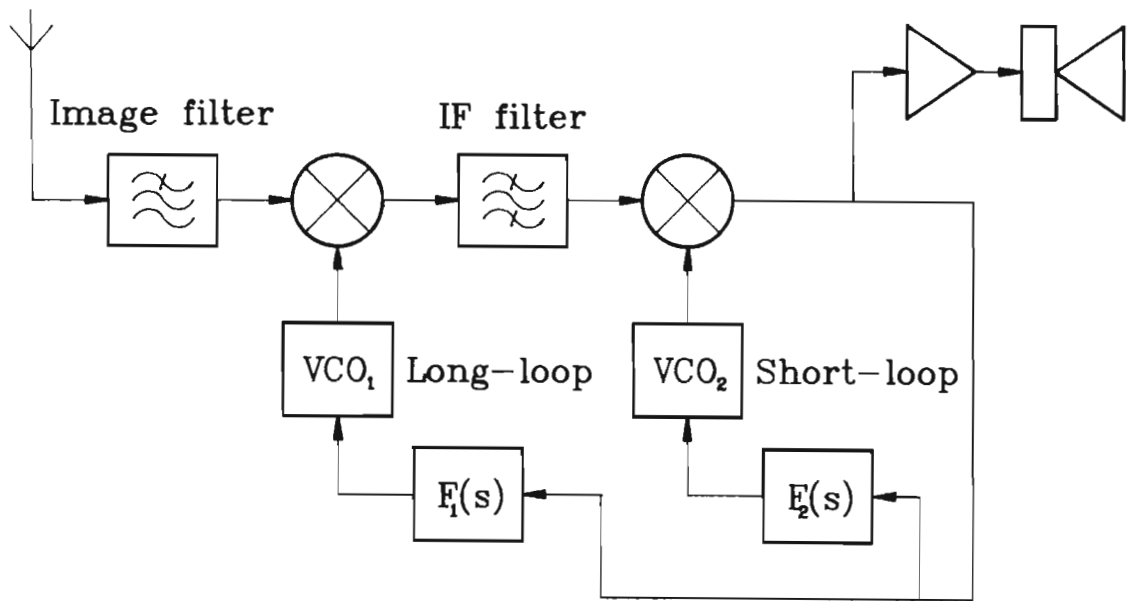 Image filter
IF filter
VCO₁
Long-loop
VCO₂
Short-loop
F₁(s)
F₂(s)